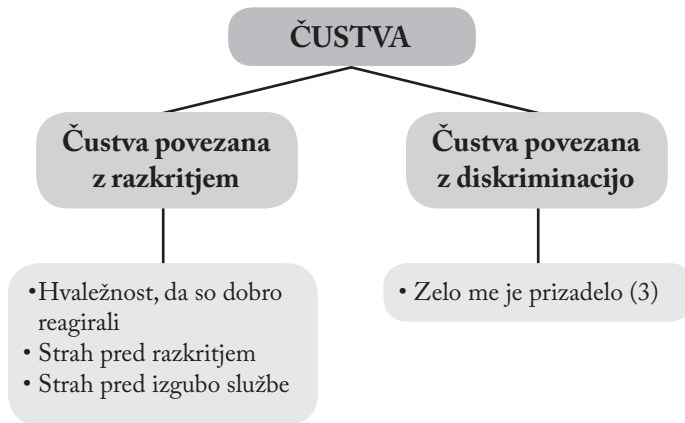 ČUSTVA
Čustva povezana
z razkritjem
Čustva povezana
z diskriminacijo
•Hvaležnost, da so dobro
reagirali
• Strah pred razkritjem
• Strah pred izgubo službe
• Zelo me je prizadelo (3)